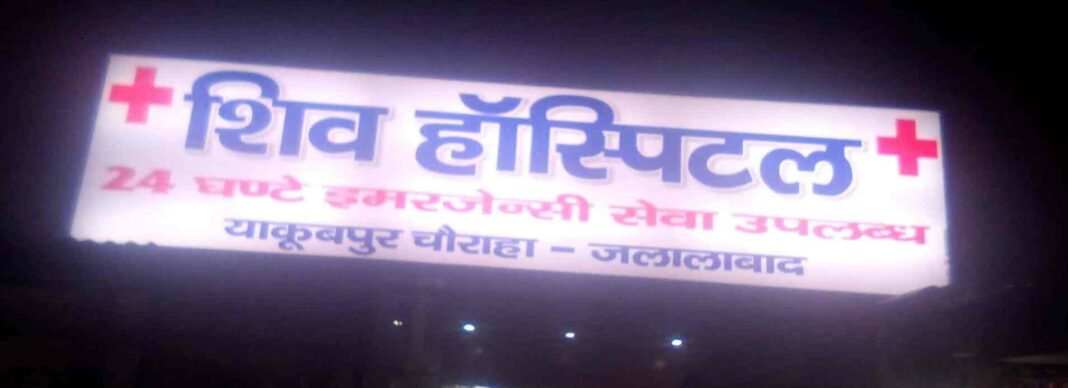 शिव हॉस्पिटल
24 घण्टे इमरजेन्सी सेवा उपलब्ध
याकूबपुर चौराहा - जलालाबाद